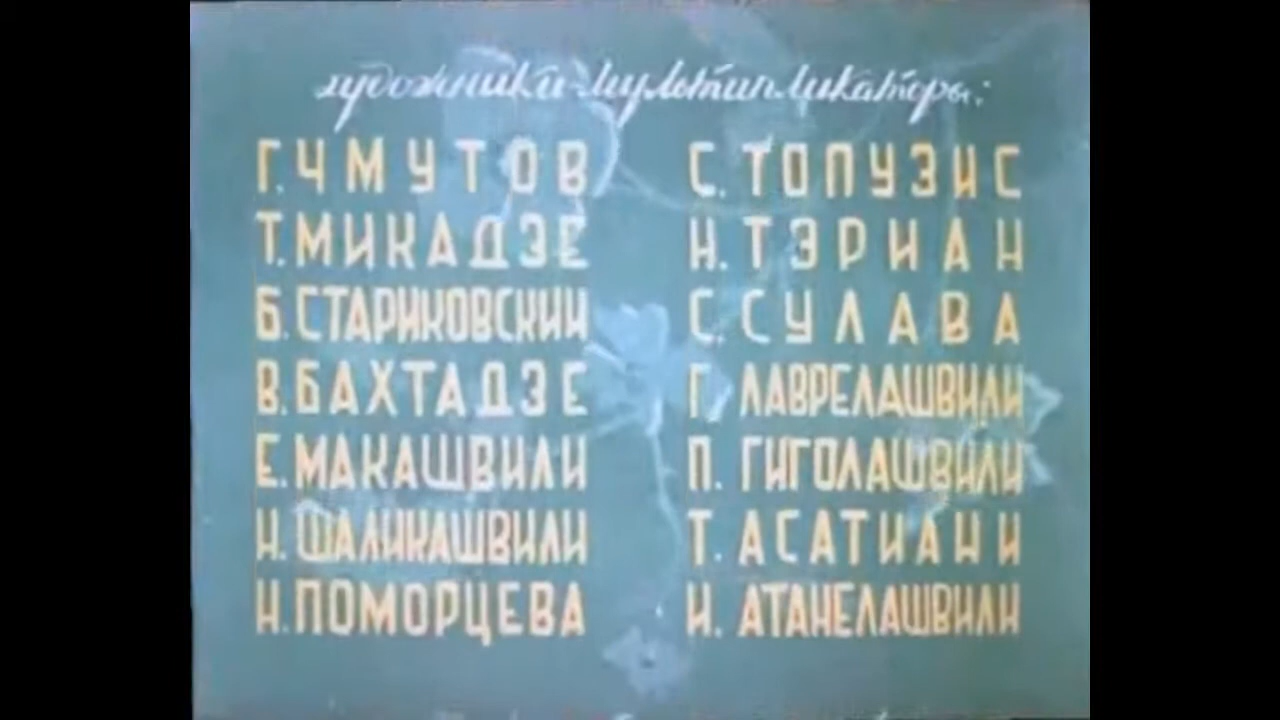 художники-мультипликаторы:
Г. ЧМУТОВ
Т. МИКАДЗЕ
Б. СТАРИКОВСКИЙ
В. БАХТАДЗЕ
Е. МАКАШВИЛИ
Н. ШАЛИКАШВИЛИ
Н. ПОМОРЦЕВА
С. ТОПУЗИС
Н. ТЭРИАН
С. СУЛАВА
Г. ЛАВРЕЛАШВИЛИ
П. ГИГОЛАШВИЛИ
Т. АСАТИАНИ
И. АТАНЕЛАШВИЛИ